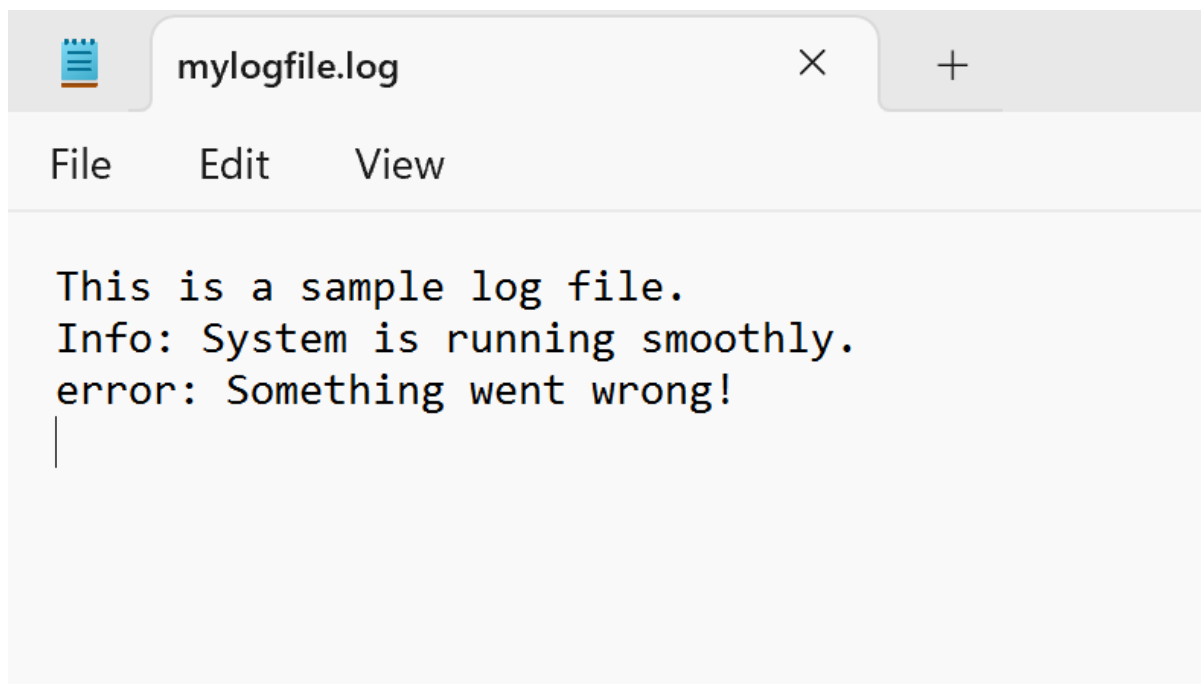 mylogfile.log
File Edit View
This is a sample log file.
Info: System is running smoothly.
error: Something went wrong!